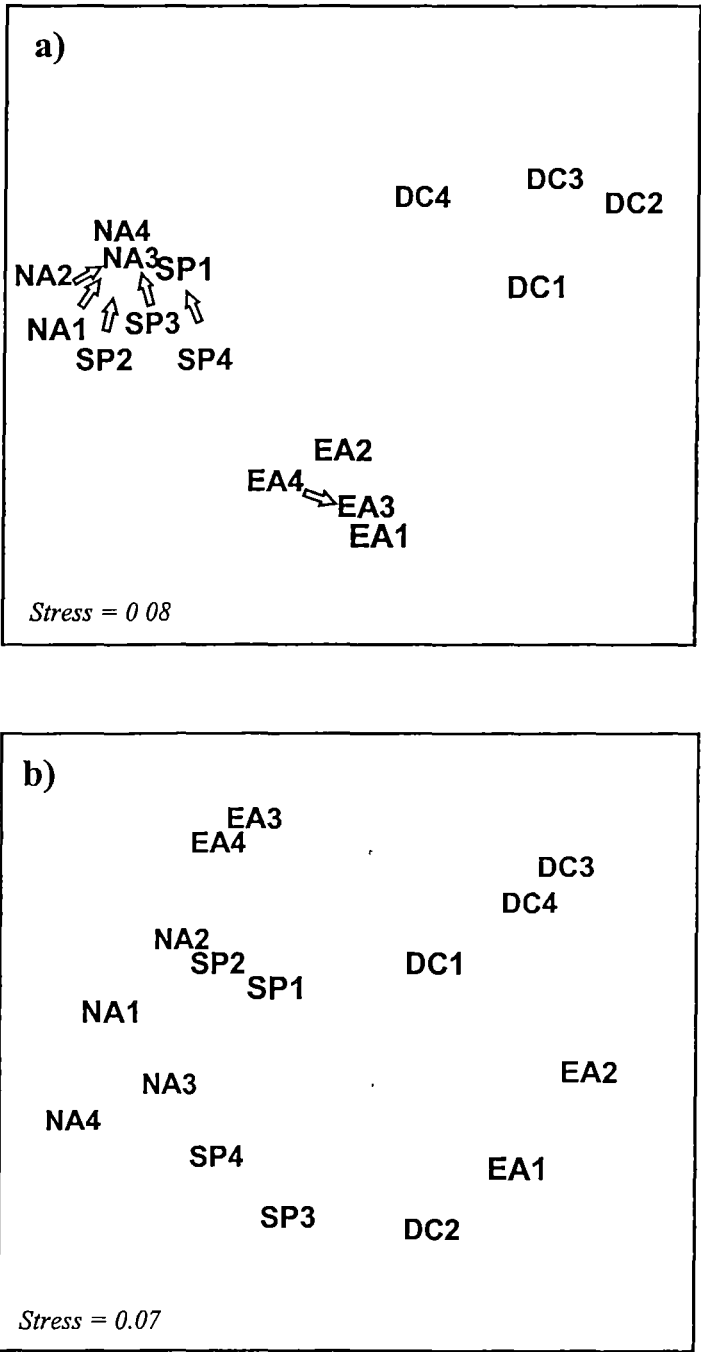 a)
DC3
DC4
DC2
NA4
NA3
SP1
NA2
DC1
NA1
SP3
SP2
SP4
EA2
EA4
EA3
EA1
Stress = 0 08
b)
EA3
EA4
DC3
DC4
NA2
SP2
DC1
SP1
NA1
EA2
NA3
NA4
SP4
EA1
SP3
DC2
Stress = 0.07